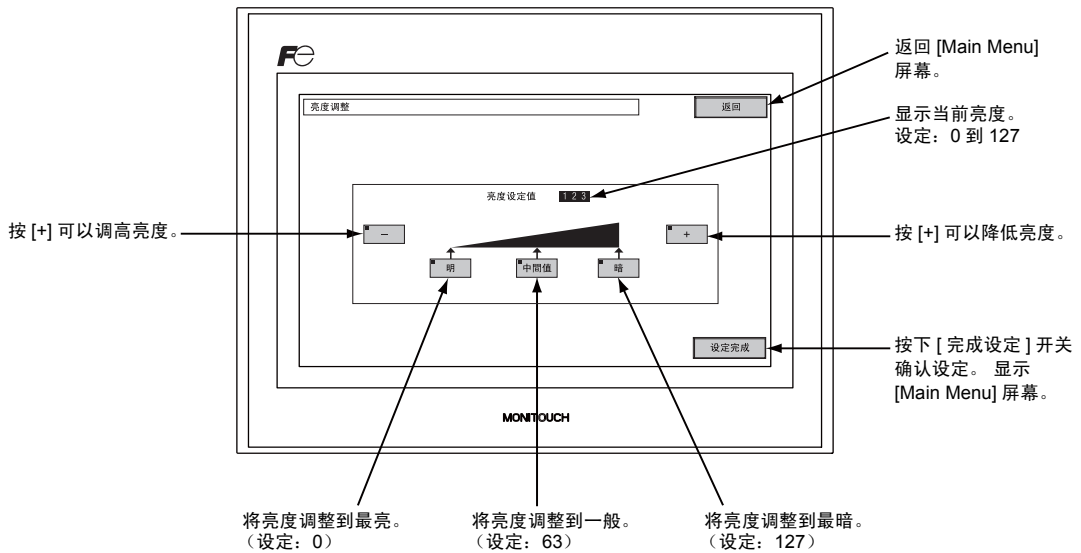 Fe
返回 [Main Menu]
屏幕。
亮度调整
返回
显示当前亮度。
设定：0 到 127
亮度设定值 123
按 [+] 可以调高亮度。
−
+
按 [+] 可以降低亮度。
明
中間值
暗
设定完成
按下 [ 完成设定 ] 开关
确认设定。 显示
[Main Menu] 屏幕。
MONITOUCH
将亮度调整到最亮。
（设定：0）
将亮度调整到一般。
（设定：63）
将亮度调整到最暗。
（设定：127）